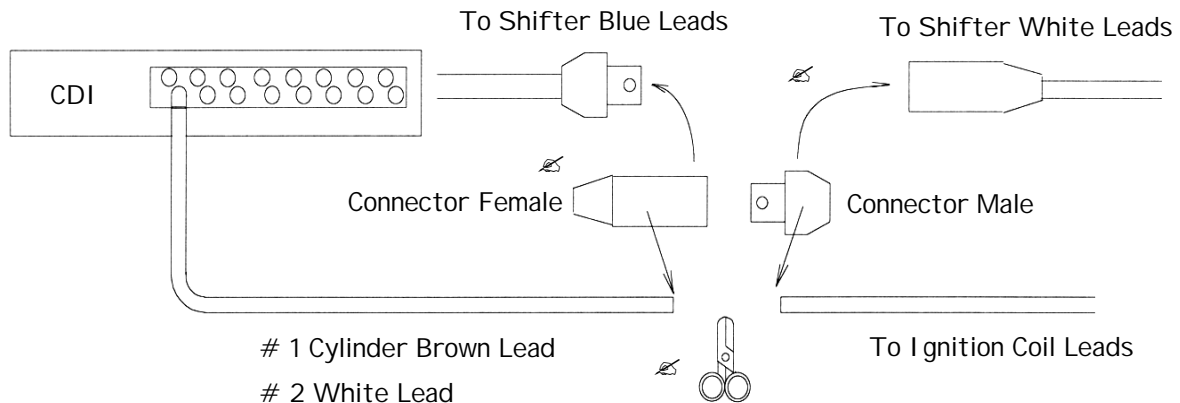 To Shifter Blue Leads
To Shifter White Leads
CDI
Connector Female
Connector Male
# 1 Cylinder Brown Lead
# 2 White Lead
To Ignition Coil Leads